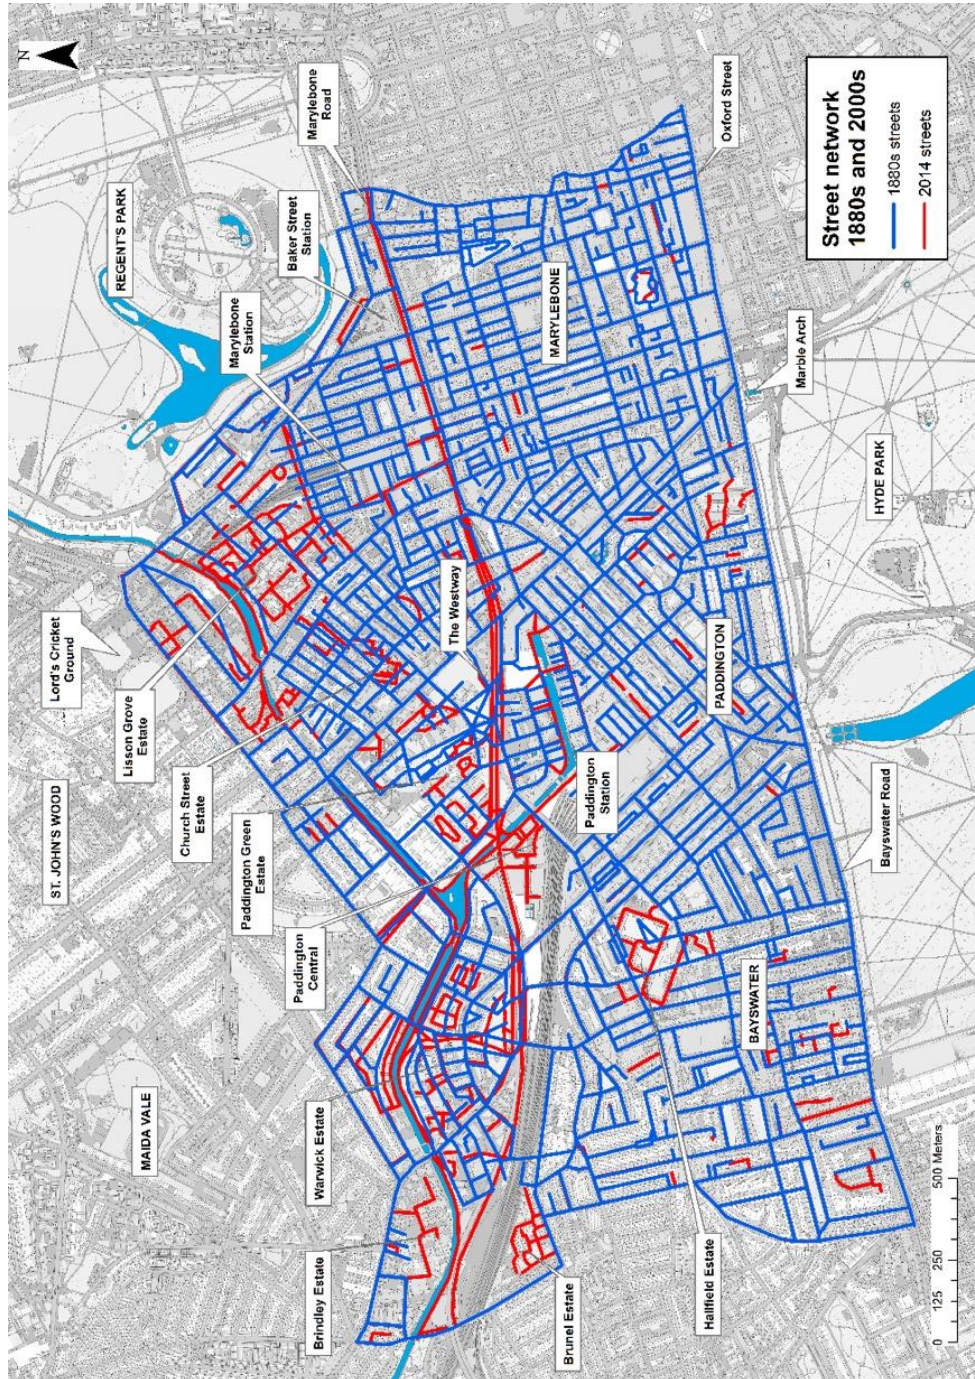 N
REGENT'S PARK
Marylebone
Road
Baker Street
Station
Marylebone
Station
Lord's Cricket
Ground
Lisson Grove
Estate
ST. JOHN'S WOOD
Church Street
Estate
Paddington Green
Estate
Paddington
Central
MAIDA VALE
Warwick Estate
Brindley Estate
The Westway
MARYLEBONE
Oxford Street
Marble Arch
HYDE PARK
PADDINGTON
Paddington
Station
Bayswater Road
BAYSWATER
Hallfield Estate
Brunel Estate
Street network
1880s and 2000s
1880s streets
2014 streets
0 125 250 500 Meters